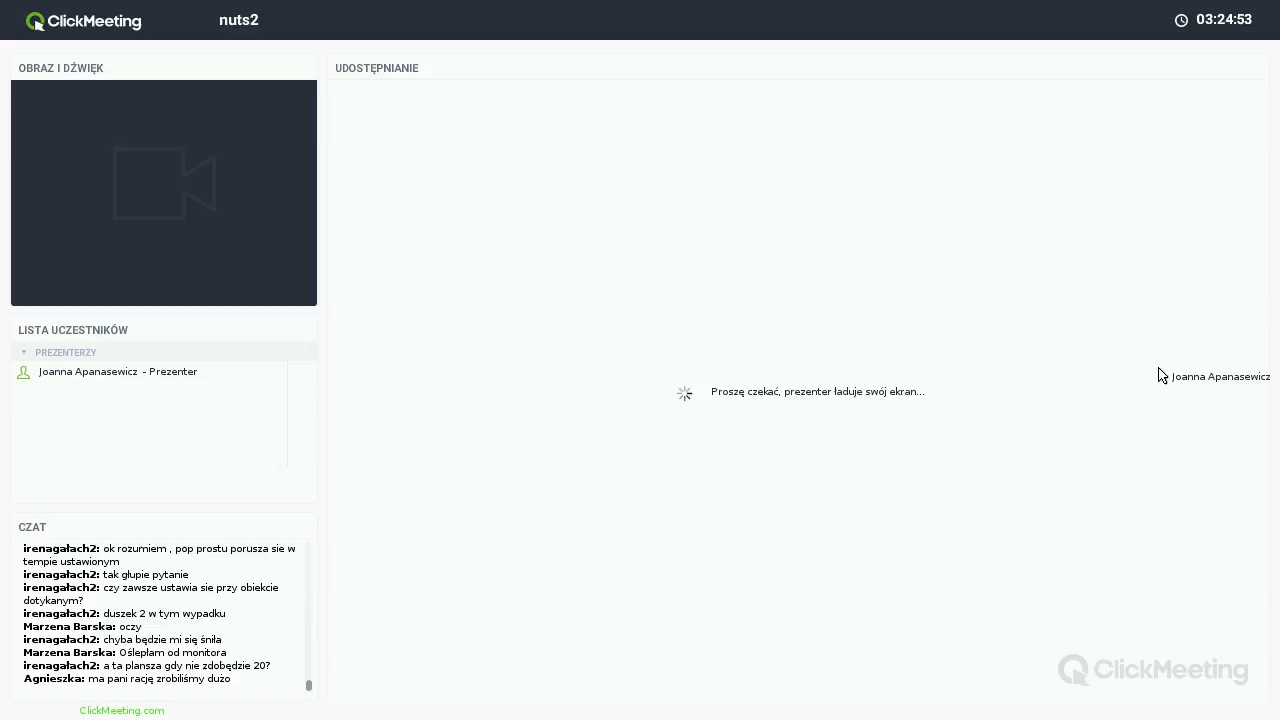 ClickMeeting
nuts2
03:24:53
OBRAZ I DŹWIĘK
UDOSTĘPNIANIE
LISTA UCZESTNIKÓW
PREZENTERZY
Joanna Apanasewicz - Prezenter
Proszę czekać, prezenter ładuje swój ekran...
Joanna Apanasewicz
CZAT
irenagałach2: ok rozumiem , pop prostu porusza sie w
tempie ustawionym
irenagałach2: tak głupie pytanie
irenagałach2: czy zawsze ustawia sie przy obiekcie
dotykanym?
irenagałach2: duszek 2 w tym wypadku
Marzena Barska: oczy
irenagałach2: chyba będzie mi się śniła
Marzena Barska: Oślepłam od monitora
irenagałach2: a ta plansza gdy nie zdobędzie 20?
Agnieszka: ma pani rację zrobiliśmy dużo
ClickMeeting
ClickMeeting.com